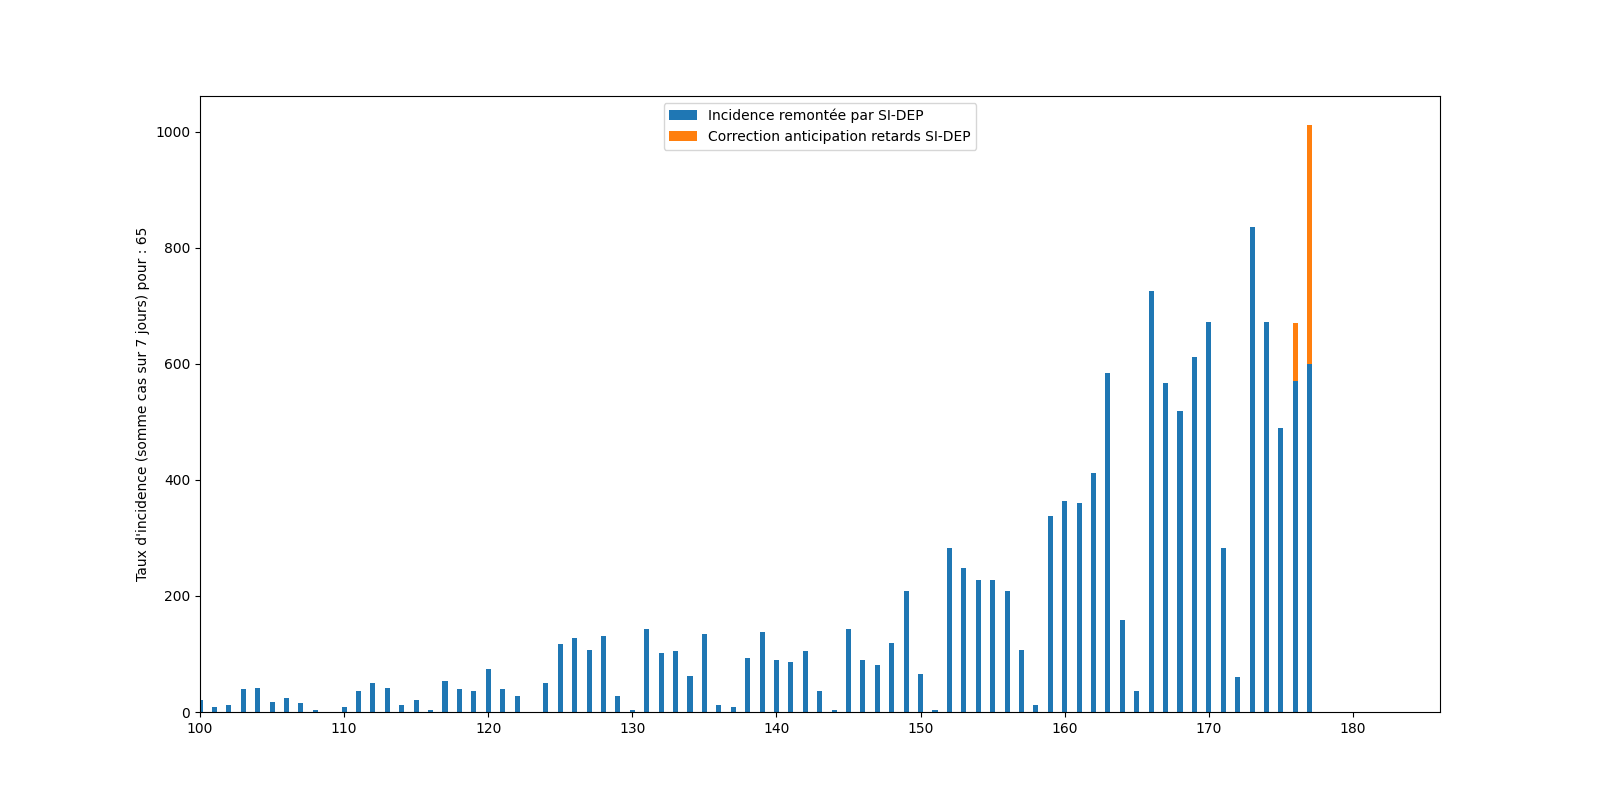 Incidence remontée par SI-DEP
Correction anticipation retards SI-DEP
Taux d'incidence (somme cas sur 7 jours) pour : 65
1000
800
600
400
200
0
100 110 120 130 140 150 160 170 180